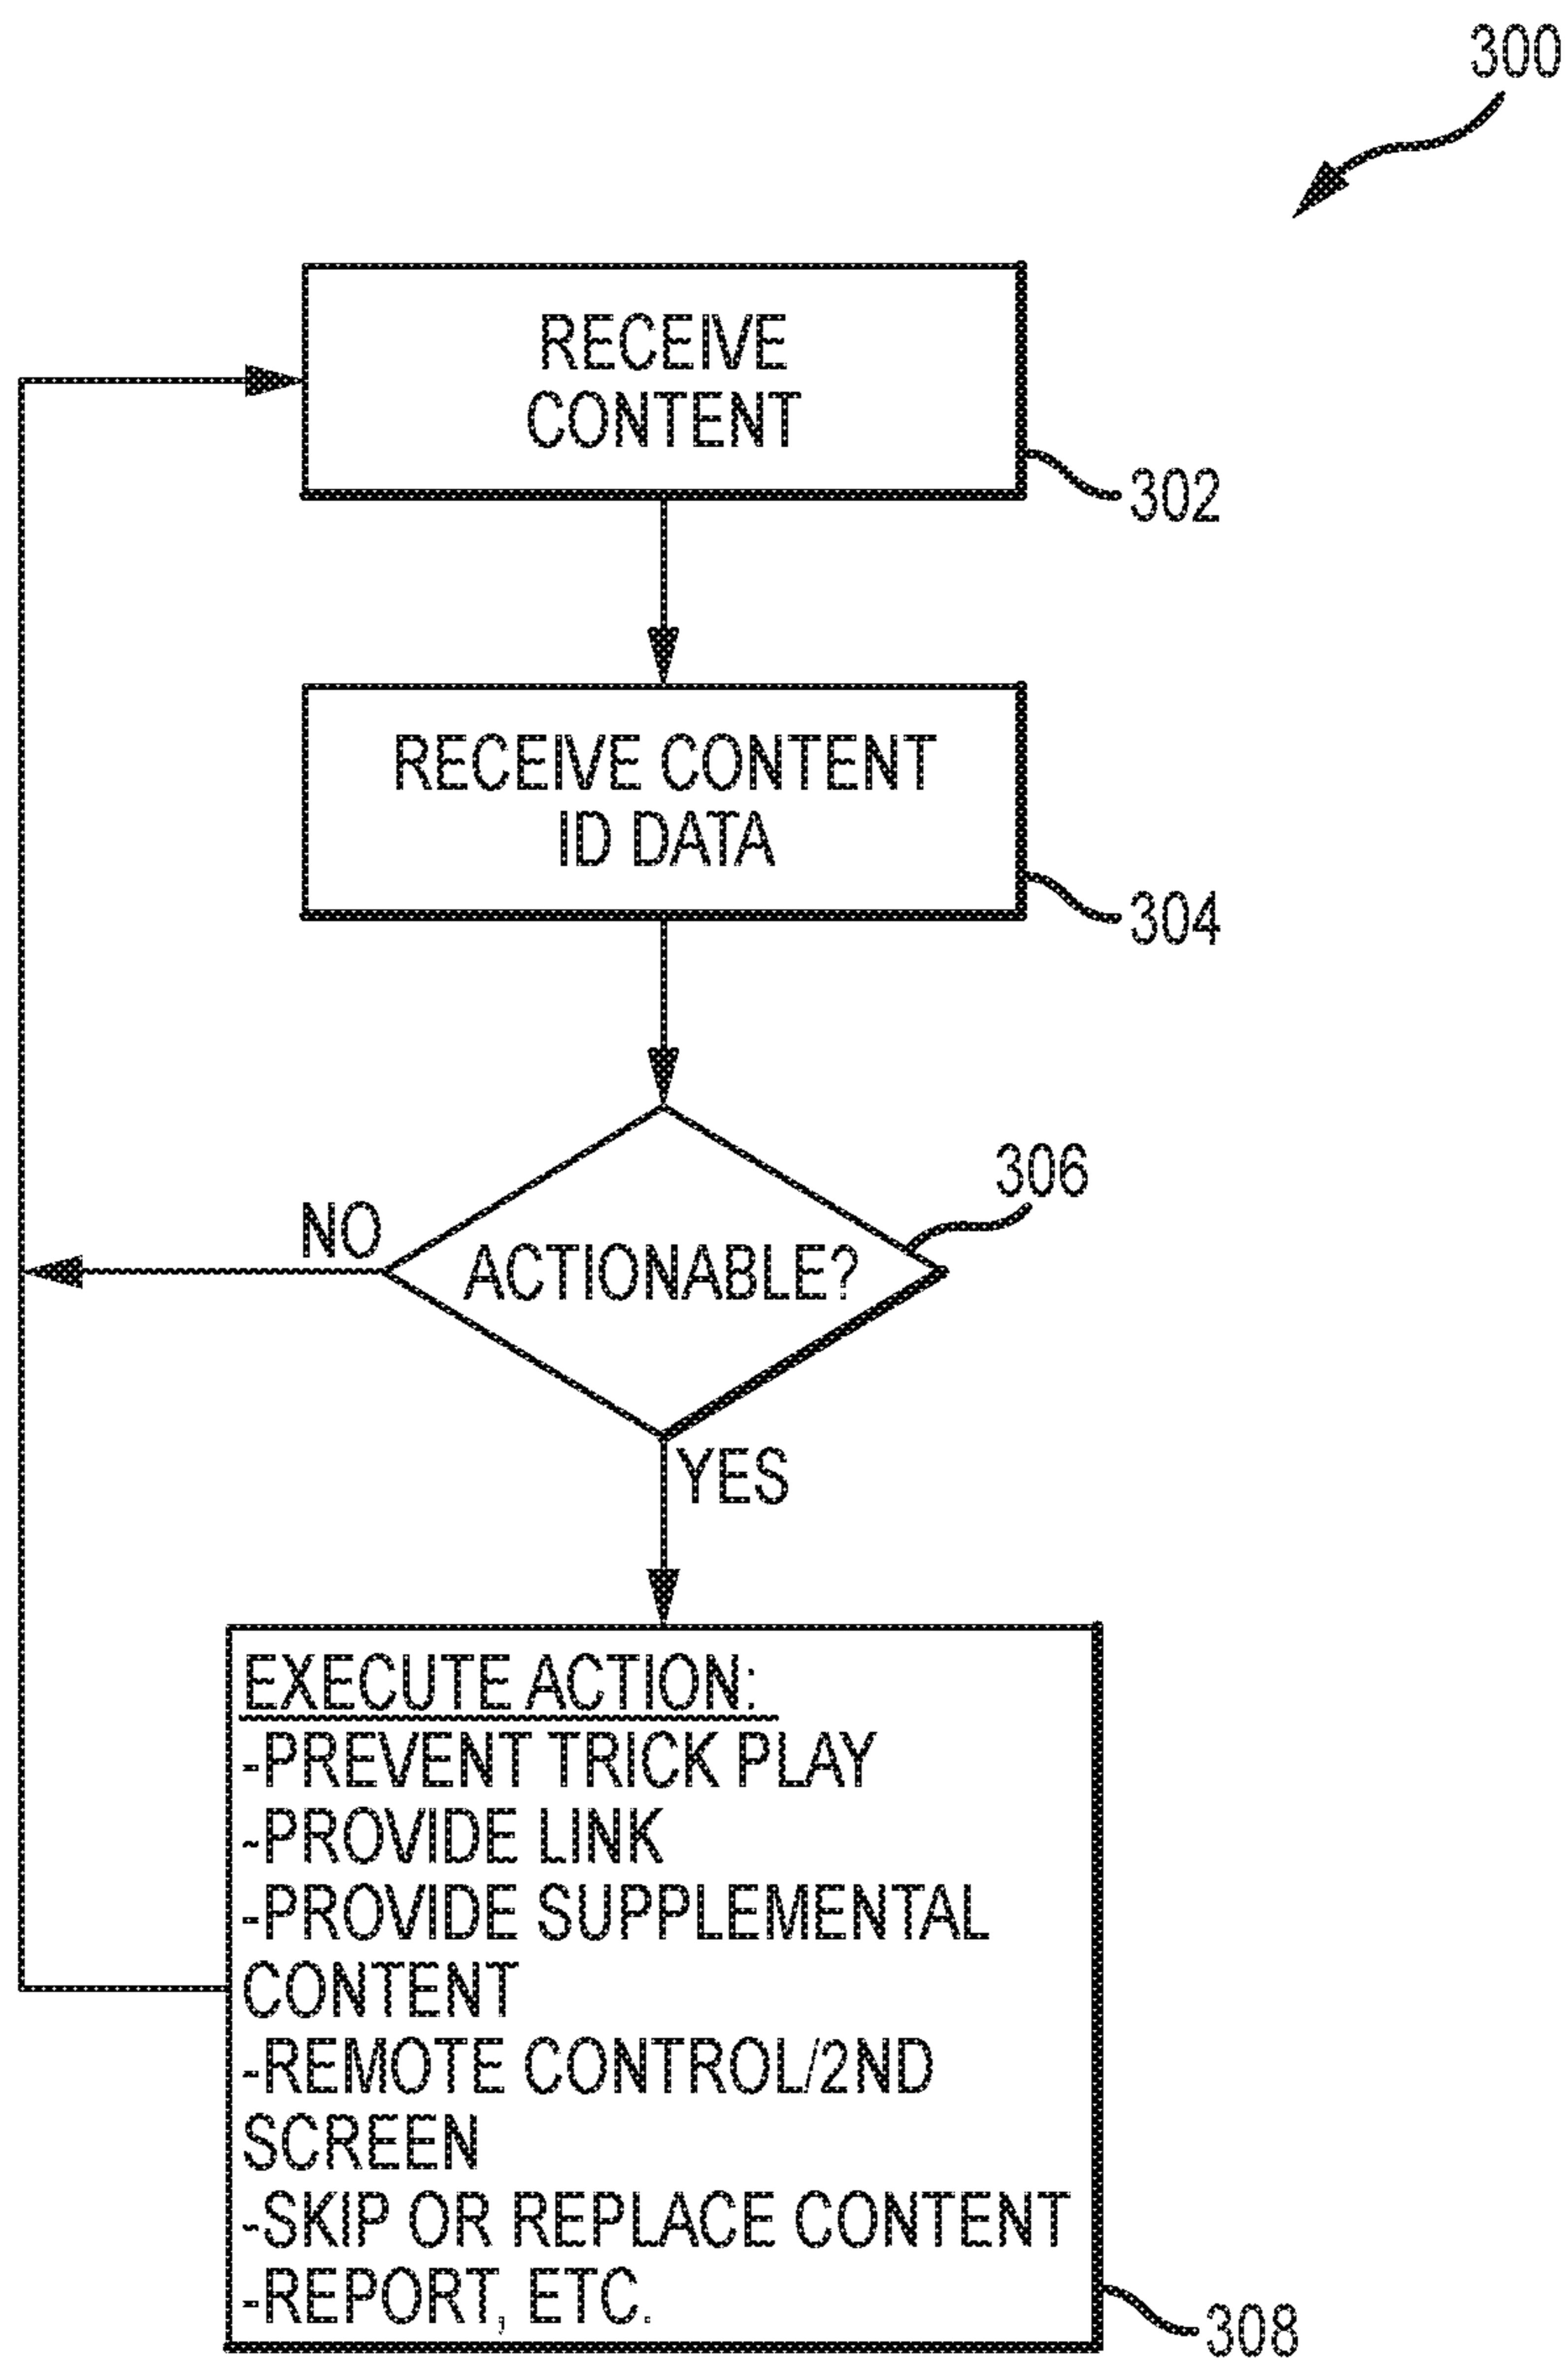 300
RECEIVE
CONTENT
302
RECEIVE CONTENT
ID DATA
304
306
NO
ACTIONABLE?
YES
EXECUTE ACTION:
-PREVENT TRICK PLAY
-PROVIDE LINK
-PROVIDE SUPPLEMENTAL
CONTENT
-REMOTE CONTROL/2ND
SCREEN
-SKIP OR REPLACE CONTENT
-REPORT, ETC.
308